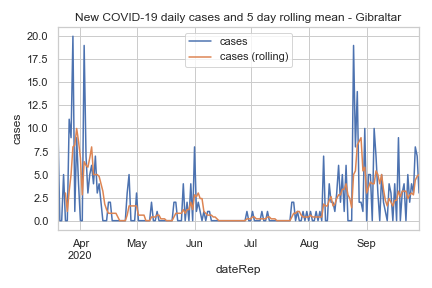 New COVID-19 daily cases and 5 day rolling mean - Gibraltar
cases
cases (rolling)
20.0
17.5
15.0
12.5
10.0
7.5
5.0
2.5
0.0
cases
Apr
2020
May
Jun
Jul
Aug
Sep
dateRep